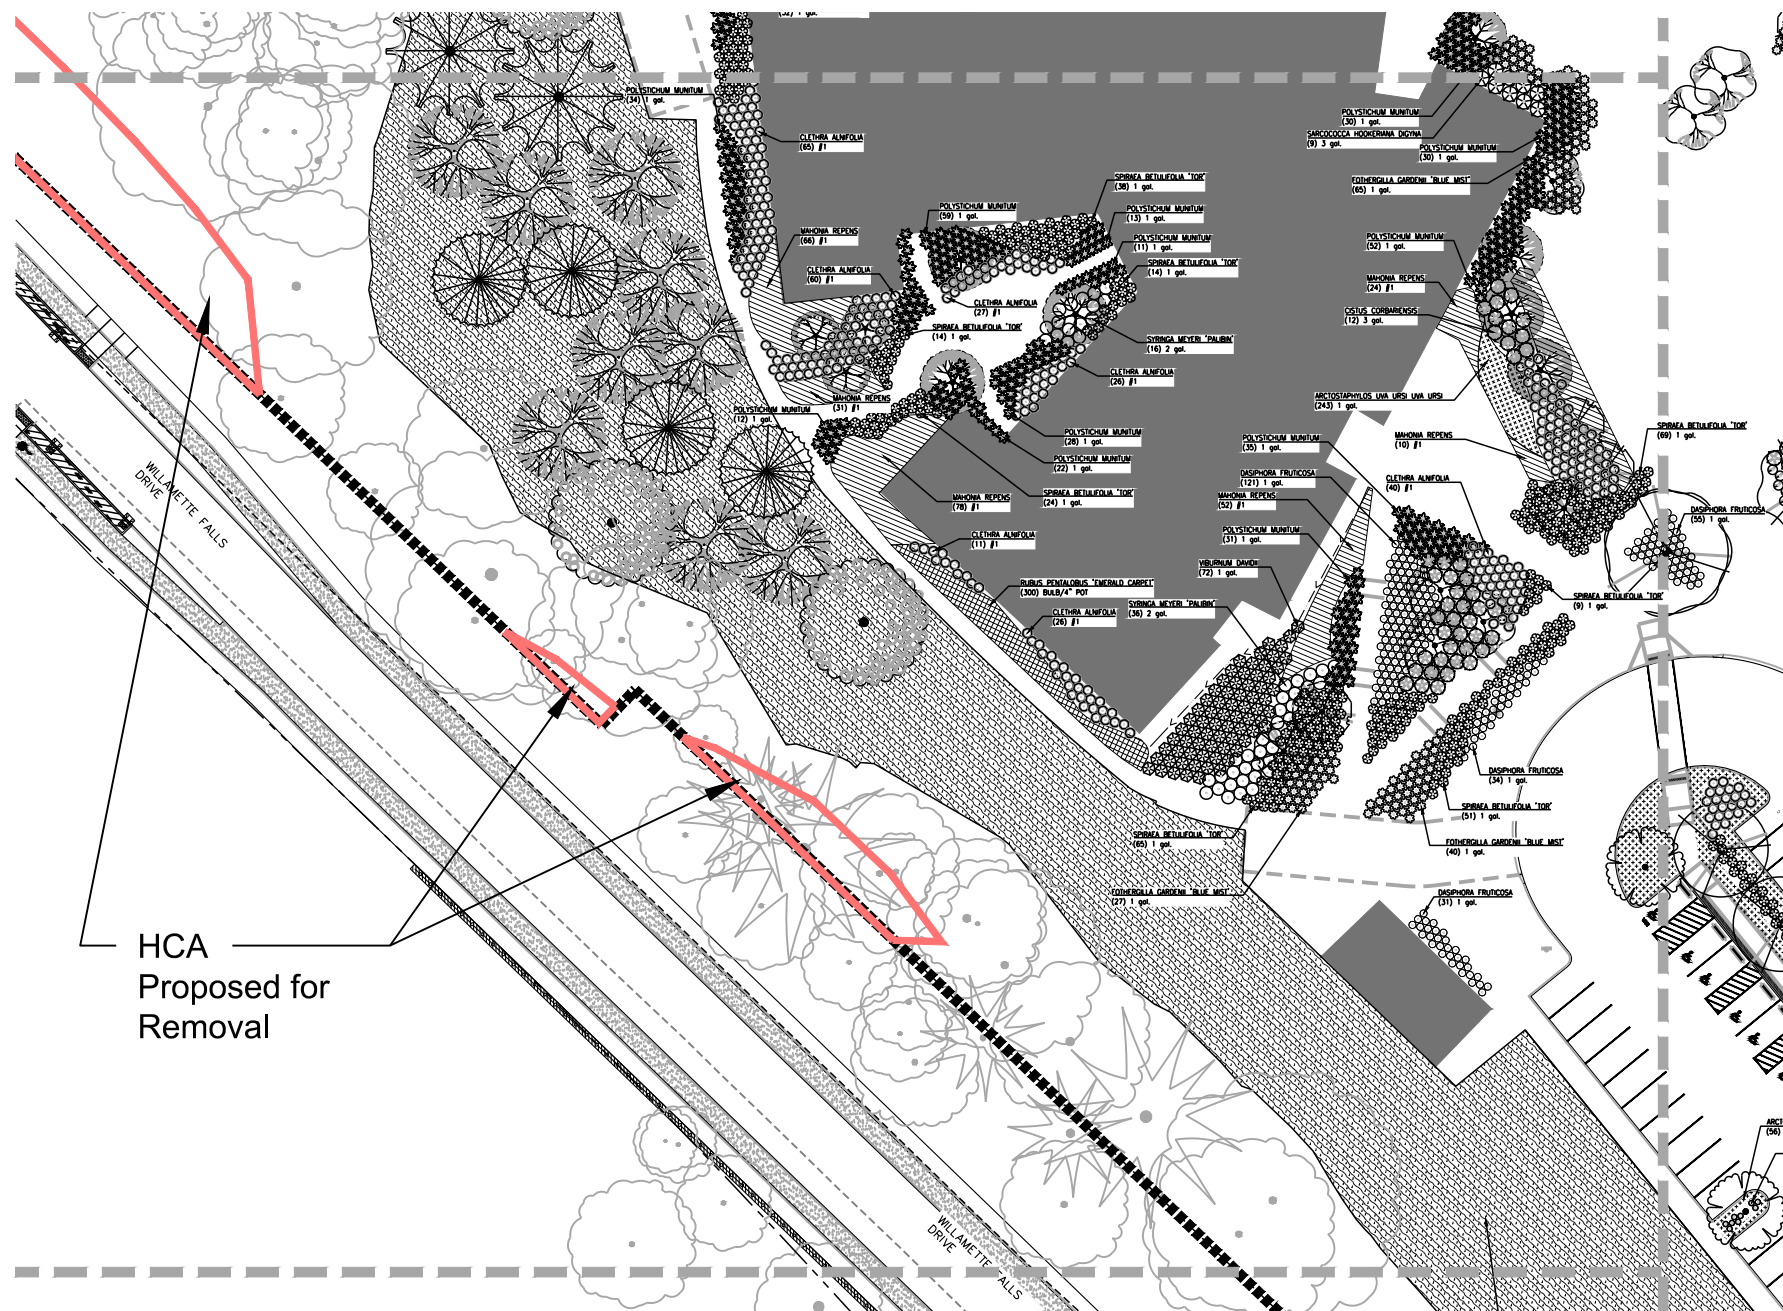 (52) 1 gal.
POLYSTICHUM MUNITUM
(34) 1 gal.
CLETHRA ALNIFOLIA
(65) #1
POLYSTICHUM MUNITUM
(30) 1 gal.
SARCOCOCCA HOOKERIANA DIGYNA
(9) 3 gal.
POLYSTICHUM MUNITUM
(30) 1 gal.
SPIRAEA BETULIFOLIA 'TOR'
(38) 1 gal.
FOTHERGILLA GARDENII 'BLUE MIST'
(65) 1 gal.
POLYSTICHUM MUNITUM
(59) 1 gal.
POLYSTICHUM MUNITUM
(13) 1 gal.
MAHONIA REPENS
(66) #1
POLYSTICHUM MUNITUM
(11) 1 gal.
POLYSTICHUM MUNITUM
(52) 1 gal.
CLETHRA ALNIFOLIA
(60) #1
SPIRAEA BETULIFOLIA 'TOR'
(14) 1 gal.
MAHONIA REPENS
(24) #1
CLETHRA ALNIFOLIA
(27) #1
CISTUS CORBARIENSIS
(12) 3 gal.
SPIRAEA BETULIFOLIA 'TOR'
(14) 1 gal.
SYRINGA MEYERI 'PALIBIN'
(16) 2 gal.
CLETHRA ALNIFOLIA
(26) #1
MAHONIA REPENS
(31) #1
ARCTOSTAPHYLOS UVA URSI UVA URSI
(243) 1 gal.
POLYSTICHUM MUNITUM
(12) 1 gal.
SPIRAEA BETULIFOLIA 'TOR'
(69) 1 gal.
POLYSTICHUM MUNITUM
(28) 1 gal.
POLYSTICHUM MUNITUM
(35) 1 gal.
MAHONIA REPENS
(10) #1
POLYSTICHUM MUNITUM
(22) 1 gal.
DASIPHORA FRUTICOSA
(121) 1 gal.
CLETHRA ALNIFOLIA
(40) #1
MAHONIA REPENS
(78) #1
SPIRAEA BETULIFOLIA 'TOR'
(24) 1 gal.
MAHONIA REPENS
(52) #1
DASIPHORA FRUTICOSA
(55) 1 gal.
WILLAMETTE FALLS
DRIVE
CLETHRA ALNIFOLIA
(11) #1
POLYSTICHUM MUNITUM
(31) 1 gal.
VIBURNUM DAVIDII
(72) 1 gal.
RUBUS PENTALOBUS 'EMERALD CARPET'
(300) BULB/4" POT
SPIRAEA BETULIFOLIA 'TOR'
(9) 1 gal.
CLETHRA ALNIFOLIA
(26) #1
SYRINGA MEYERI 'PALIBIN'
(36) 2 gal.
DASIPHORA FRUTICOSA
(34) 1 gal.
SPIRAEA BETULIFOLIA 'TOR'
(51) 1 gal.
SPIRAEA BETULIFOLIA 'TOR'
(65) 1 gal.
FOTHERGILLA GARDENII 'BLUE MIST'
(40) 1 gal.
FOTHERGILLA GARDENII 'BLUE MIST'
(27) 1 gal.
DASIPHORA FRUTICOSA
(31) 1 gal.
HCA
Proposed for
Removal
(56)
WILLAMETTE FALLS
DRIVE